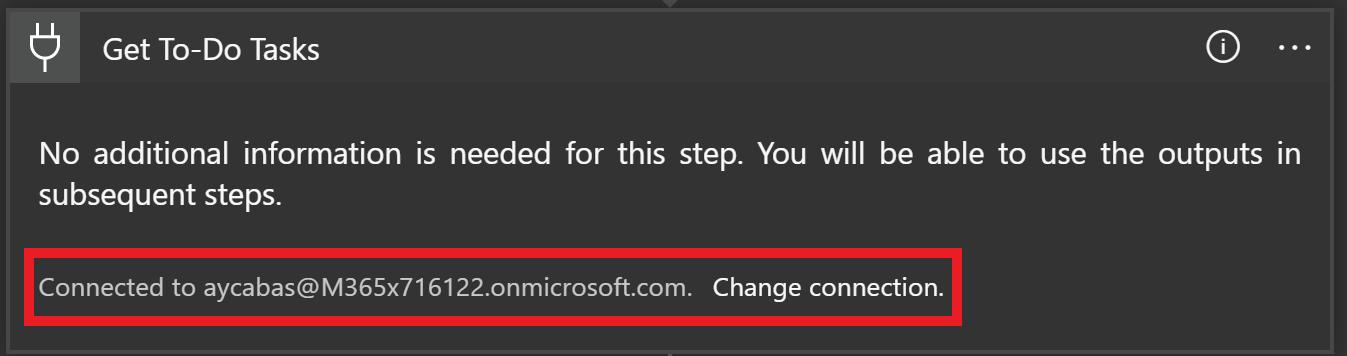 Get To-Do Tasks
No additional information is needed for this step. You will be able to use the outputs in
subsequent steps.
Connected to aycabas@M365x716122.onmicrosoft.com. Change connection.